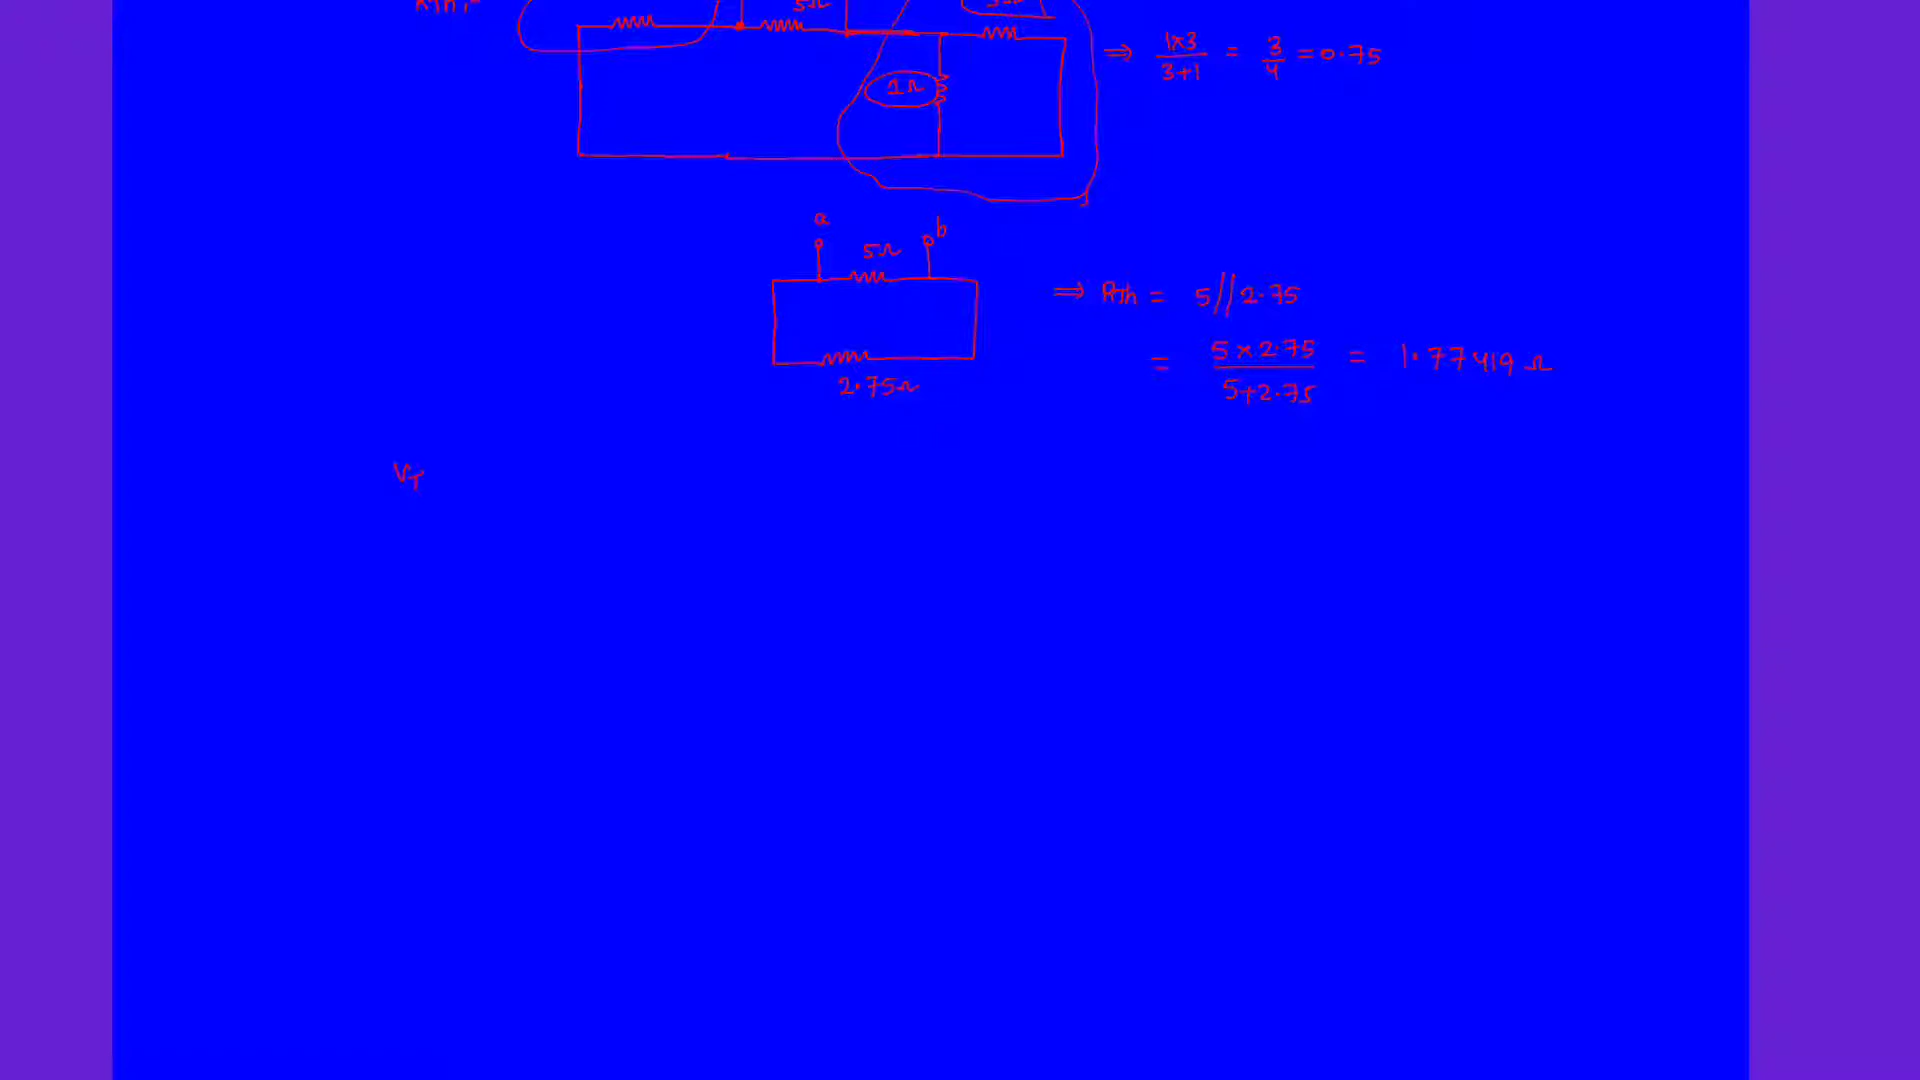 Rth :-
5Ω
⇒ 1×3/3+1 = 3/4 = 0.75
1Ω
a
b
5Ω
⇒ Rth = 5//2.75
= 5×2.75/5+2.75 = 1.77419 Ω
2.75Ω
VT